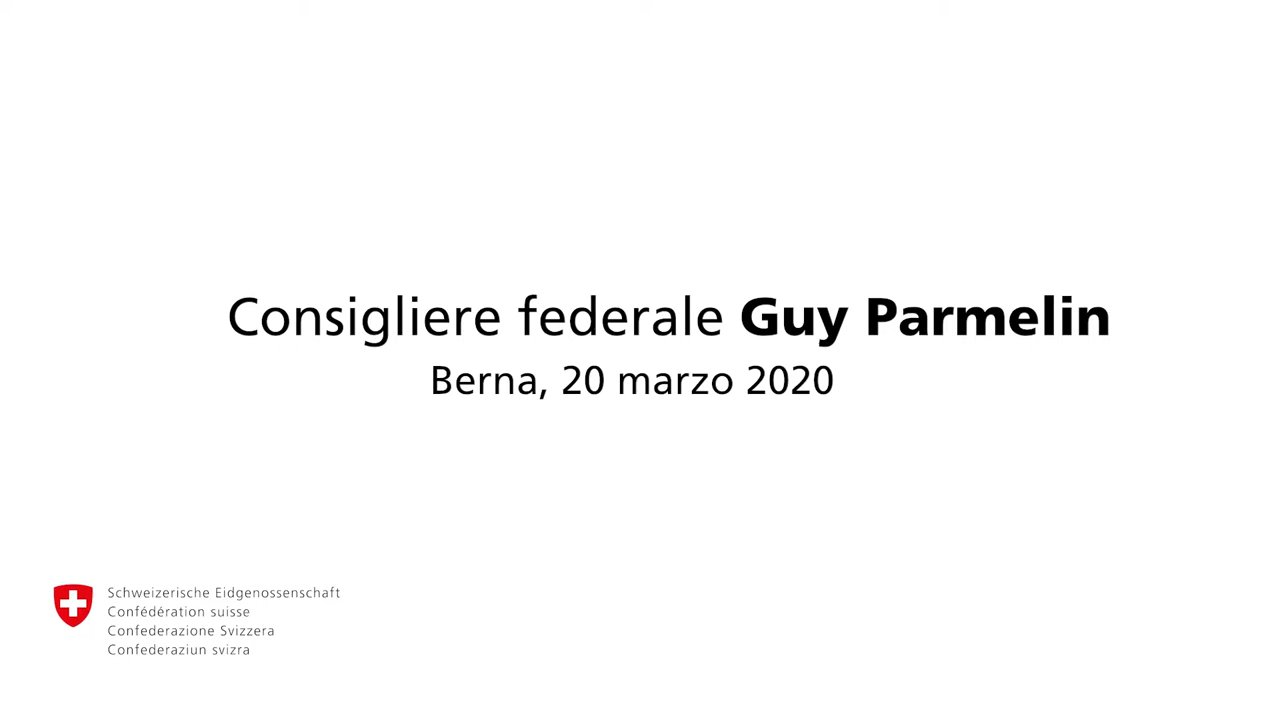 Consigliere federale Guy Parmelin
Berna, 20 marzo 2020
Schweizerische Eidgenossenschaft
Confédération suisse
Confederazione Svizzera
Confederaziun svizra